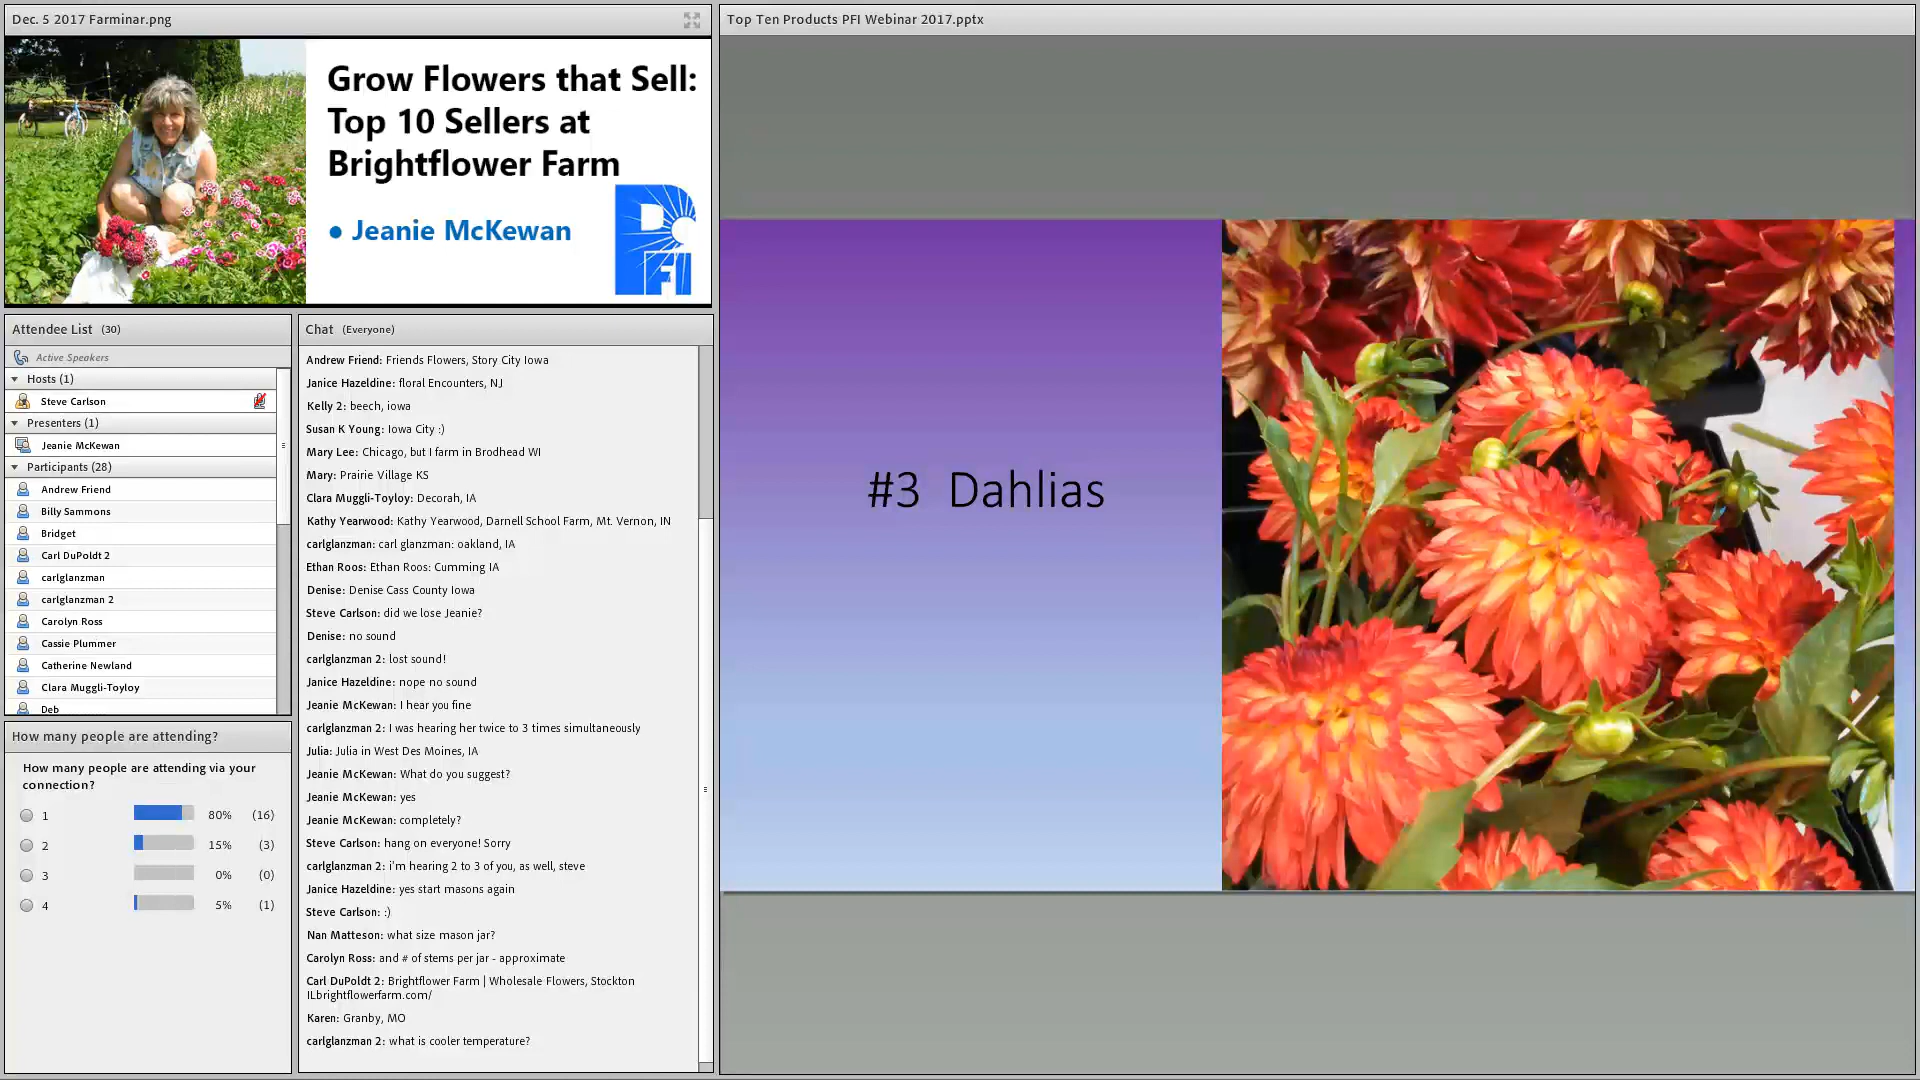 Dec. 5 2017 Farminar.png
Grow Flowers that Sell:
Top 10 Sellers at
Brightflower Farm
• Jeanie McKewan
PFI
Attendee List (30)
Active Speakers
Hosts (1)
Steve Carlson
Presenters (1)
Jeanie McKewan
Participants (28)
Andrew Friend
Billy Sammons
Bridget
Carl DuPoldt 2
carlglanzman
carlglanzman 2
Carolyn Ross
Cassie Plummer
Catherine Newland
Clara Muggli-Toyloy
Deb
How many people are attending?
How many people are attending via your
connection?
1 80% (16)
2 15% (3)
3 0% (0)
4 5% (1)
Chat (Everyone)
Andrew Friend: Friends Flowers, Story City Iowa
Janice Hazeldine: floral Encounters, NJ
Kelly 2: beech, iowa
Susan K Young: Iowa City :)
Mary Lee: Chicago, but I farm in Brodhead WI
Mary: Prairie Village KS
Clara Muggli-Toyloy: Decorah, IA
Kathy Yearwood: Kathy Yearwood, Darnell School Farm, Mt. Vernon, IN
carlglanzman: carl glanzman: oakland, IA
Ethan Roos: Ethan Roos: Cumming IA
Denise: Denise Cass County Iowa
Steve Carlson: did we lose Jeanie?
Denise: no sound
carlglanzman 2: lost sound!
Janice Hazeldine: nope no sound
Jeanie McKewan: I hear you fine
carlglanzman 2: I was hearing her twice to 3 times simultaneously
Julia: Julia in West Des Moines, IA
Jeanie McKewan: What do you suggest?
Jeanie McKewan: yes
Jeanie McKewan: completely?
Steve Carlson: hang on everyone! Sorry
carlglanzman 2: i'm hearing 2 to 3 of you, as well, steve
Janice Hazeldine: yes start masons again
Steve Carlson: :)
Nan Matteson: what size mason jar?
Carolyn Ross: and # of stems per jar - approximate
Carl DuPoldt 2: Brightflower Farm | Wholesale Flowers, Stockton
ILbrightflowerfarm.com/
Karen: Granby, MO
carlglanzman 2: what is cooler temperature?
Top Ten Products PFI Webinar 2017.pptx
#3 Dahlias